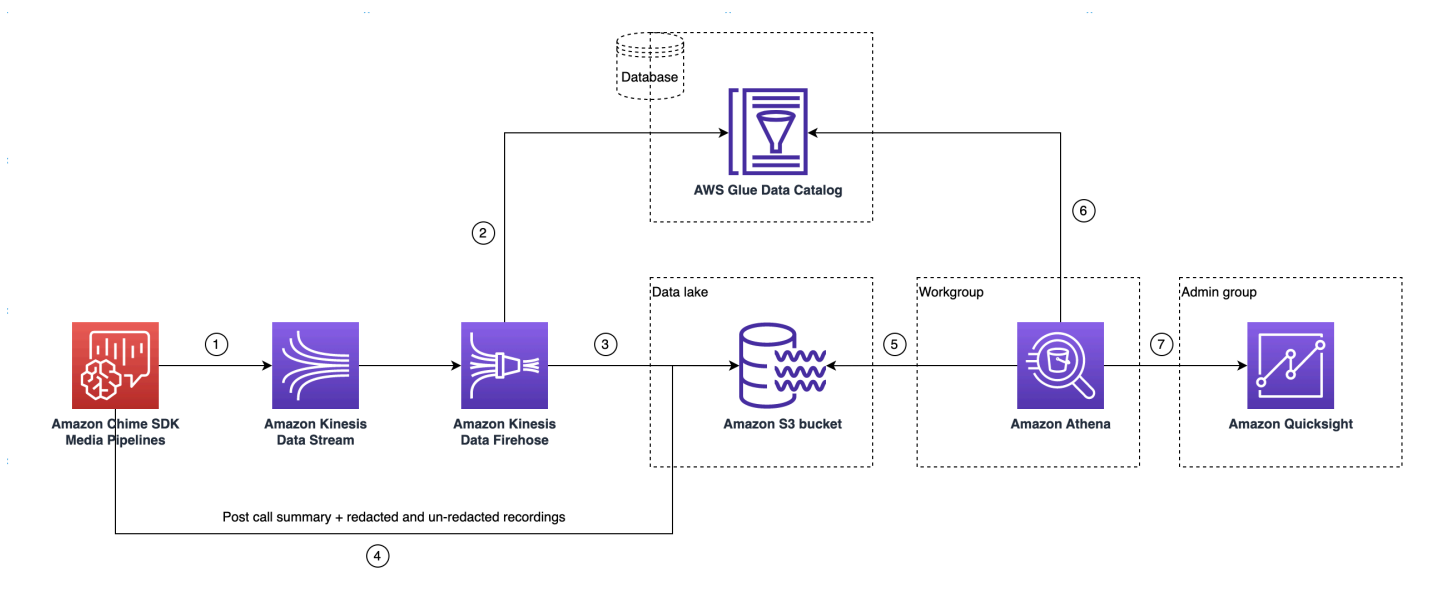 Database
AWS Glue Data Catalog
2
6
Data lake
Workgroup
Admin group
1
3
5
7
Amazon Chime SDK
Media Pipelines
Amazon Kinesis
Data Stream
Amazon Kinesis
Data Firehose
Amazon S3 bucket
Amazon Athena
Amazon Quicksight
Post call summary + redacted and un-redacted recordings
4